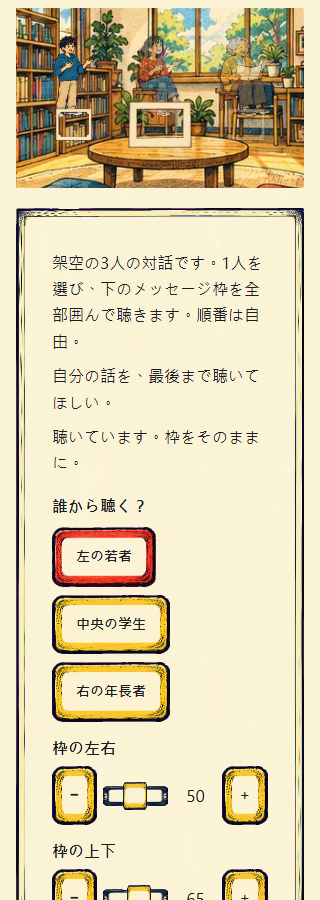 架空の3人の対話です。1人を
選び、下のメッセージ枠を全
部囲んで聴きます。順番は自
由。
自分の話を、最後まで聴いて
ほしい。
聴いています。枠をそのまま
に。
誰から聴く？
左の若者
中央の学生
右の年長者
枠の左右
−
50
+
枠の上下
−
65
+